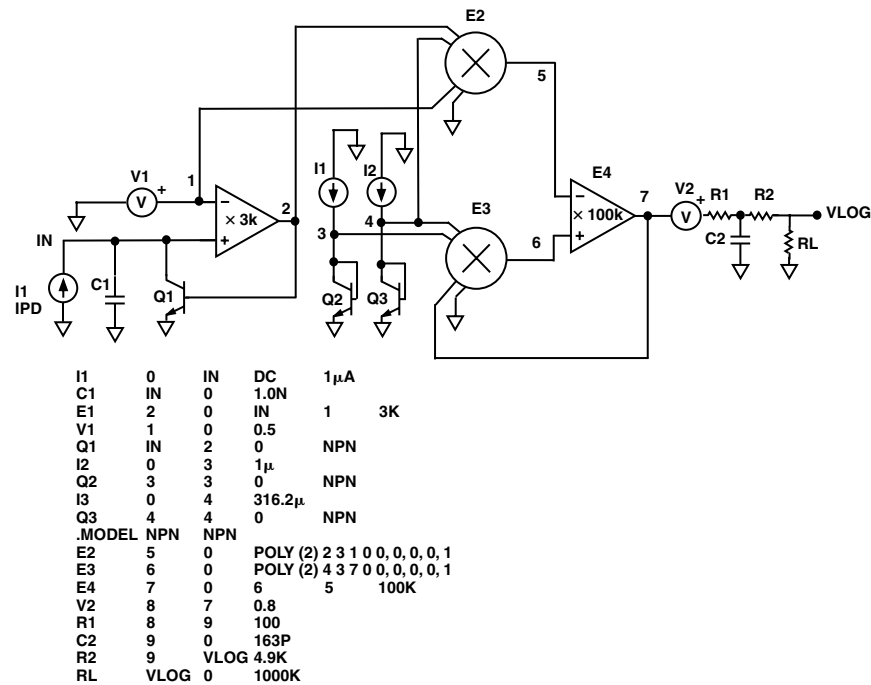 E2
5
V1
+
1
−
× 3k
+
2
IN
I1
IPD
C1
Q1
I1
I2
3
4
Q2
Q3
E3
6
E4
−
× 100k
+
7
V
V2
+
V
R1
R2
VLOG
C2
RL
I1 0 IN DC 1µA
C1 IN 0 1.0N
E1 2 0 IN 1 3K
V1 1 0 0.5
Q1 IN 2 0 NPN
I2 0 3 1µ
Q2 3 3 0 NPN
I3 0 4 316.2µ
Q3 4 4 0 NPN
.MODEL NPN NPN
E2 5 0 POLY (2) 2 3 1 0 0, 0, 0, 0, 1
E3 6 0 POLY (2) 4 3 7 0 0, 0, 0, 0, 1
E4 7 0 6 5 100K
V2 8 7 0.8
R1 8 9 100
C2 9 0 163P
R2 9 VLOG 4.9K
RL VLOG 0 1000K